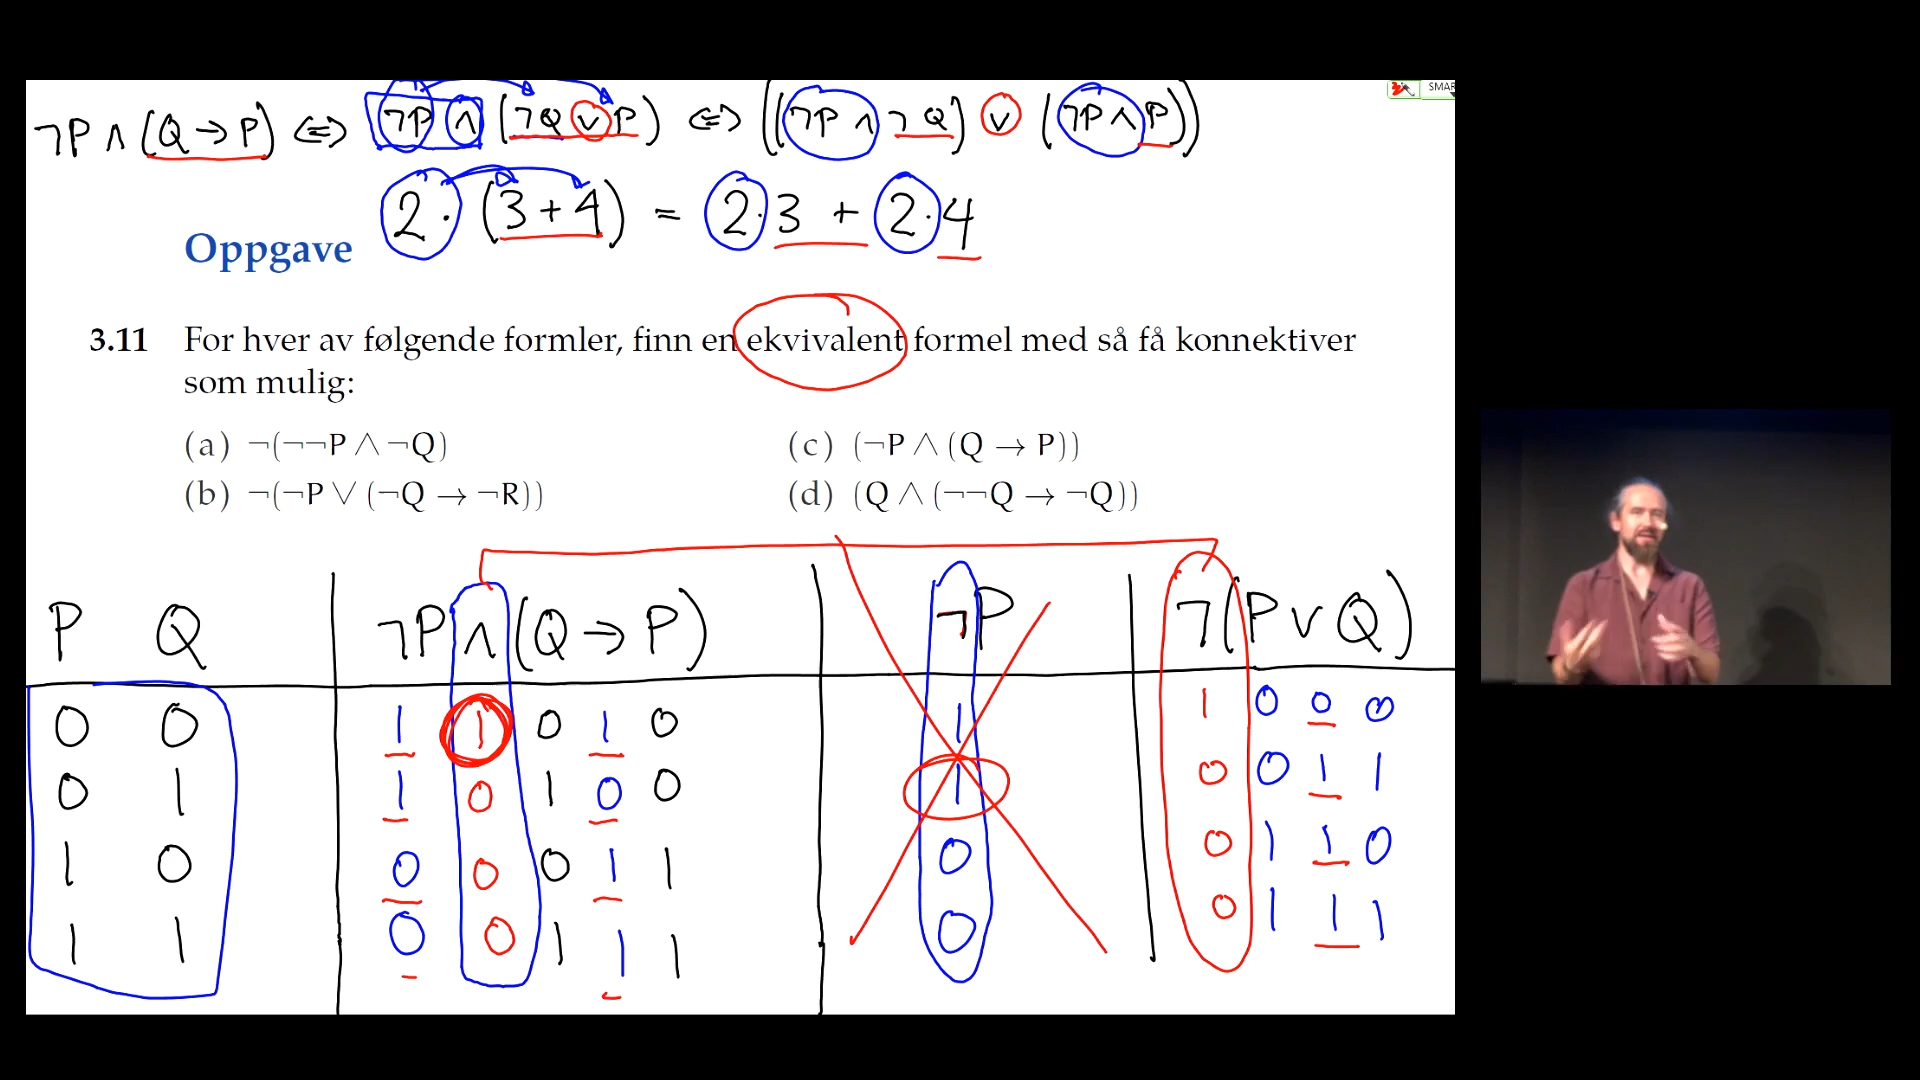 SMAR
¬P ∧ (Q → P) ⇔ ¬P ∧ (¬Q ∨ P) ⇔ ((¬P ∧ ¬Q) ∨ (¬P ∧ P))
2 · (3 + 4) = 2 · 3 + 2 · 4
Oppgave
3.11 For hver av følgende formler, finn en ekvivalent formel med så få konnektiver
som mulig:
(a) ¬(¬¬P ∧ ¬Q) (c) (¬P ∧ (Q → P))
(b) ¬(¬P ∨ (¬Q → ¬R)) (d) (Q ∧ (¬¬Q → ¬Q))
P Q ¬P ∧ (Q → P) ¬P ¬(P ∨ Q)
0 0 1 1 0 1 0 1 1 0 0 0
0 1 1 0 1 0 0 1 0 0 1 1
1 0 0 0 0 1 1 0 0 1 1 0
1 1 0 0 1 1 1 0 0 1 1 1